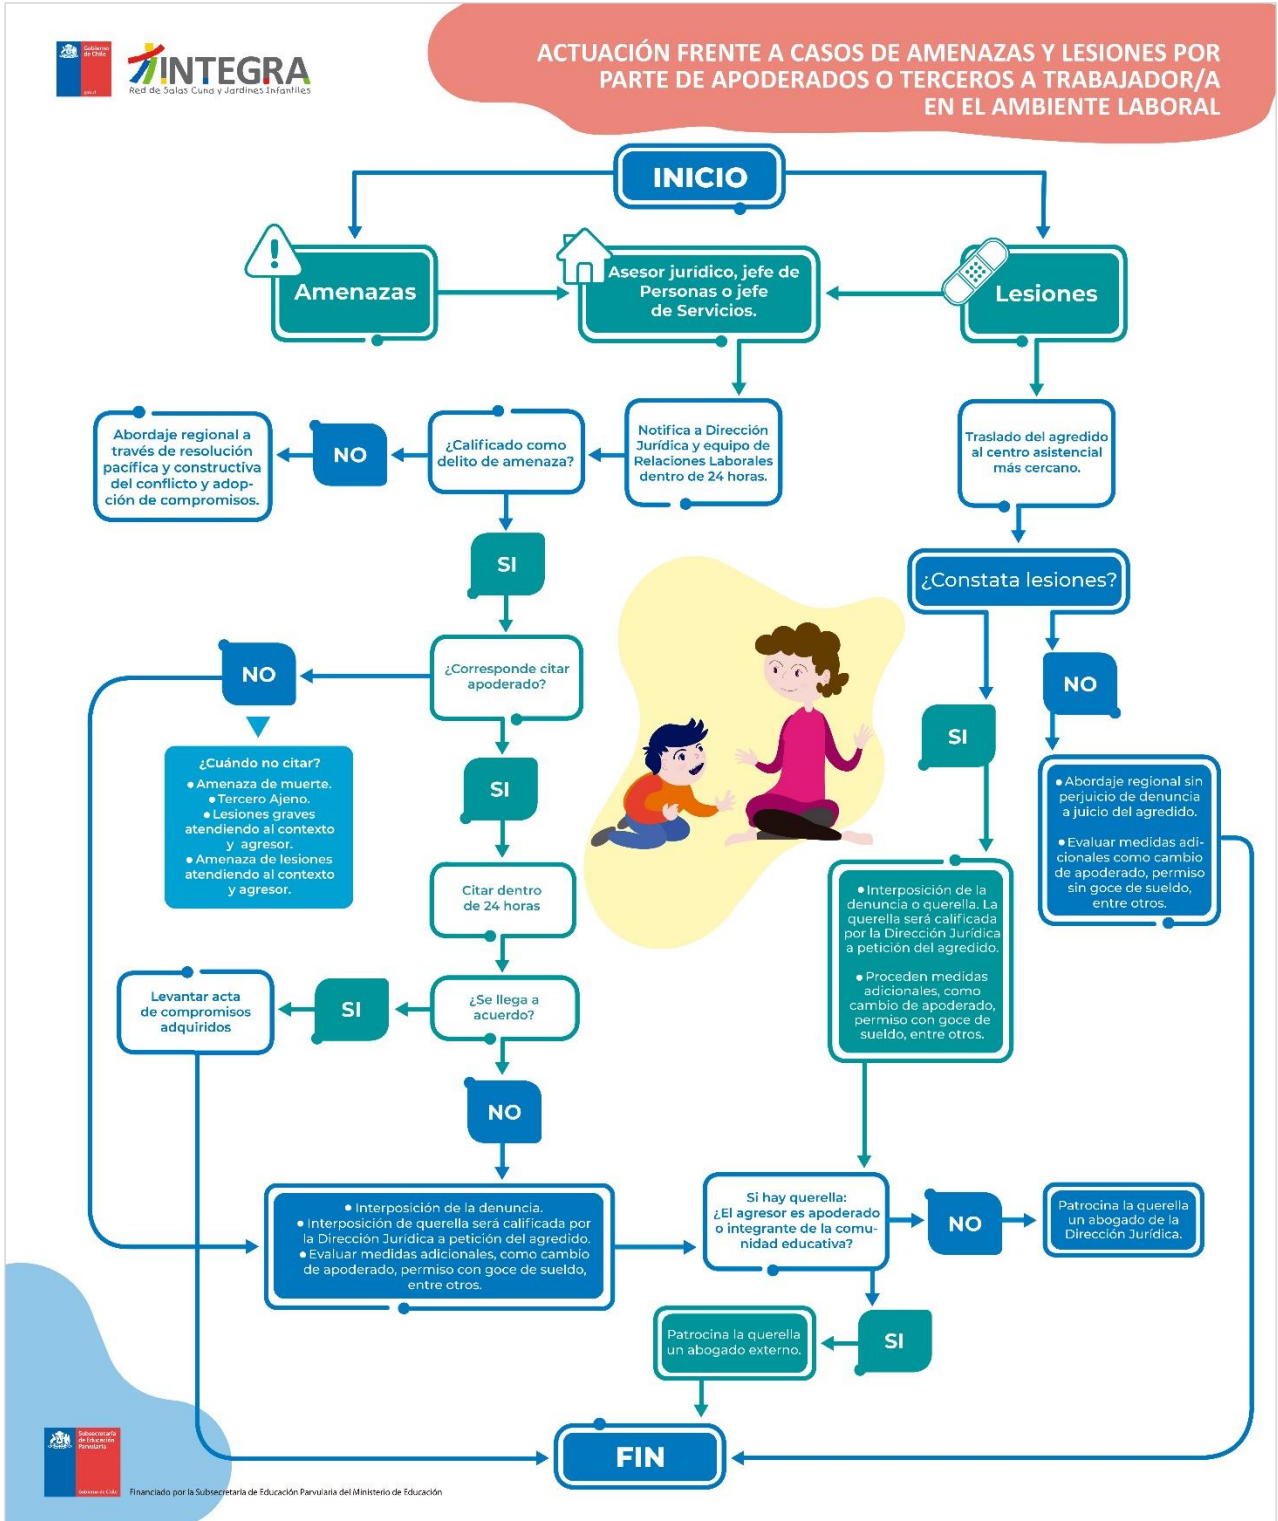 Gobierno
de Chile
gob.cl
INTEGRA
Red de Salas Cuna y Jardines Infantiles
ACTUACIÓN FRENTE A CASOS DE AMENAZAS Y LESIONES POR
PARTE DE APODERADOS O TERCEROS A TRABAJADOR/A
EN EL AMBIENTE LABORAL
INICIO
Amenazas
Asesor jurídico, jefe de
Personas o jefe
de Servicios.
Lesiones
Abordaje regional a
través de resolución
pacífica y constructiva
del conflicto y adop-
ción de compromisos.
NO
¿Calificado como
delito de amenaza?
Notifica a Dirección
Jurídica y equipo de
Relaciones Laborales
dentro de 24 horas.
Traslado del agredido
al centro asistencial
más cercano.
SI
¿Constata lesiones?
NO
¿Corresponde citar
apoderado?
NO
SI
¿Cuándo no citar?
● Amenaza de muerte.
● Tercero Ajeno.
● Lesiones graves
atendiendo al contexto
y agresor.
● Amenaza de lesiones
atendiendo al contexto
y agresor.
SI
● Abordaje regional sin
perjuicio de denuncia
a juicio del agredido.
● Evaluar medidas adi-
cionales como cambio
de apoderado, permiso
sin goce de sueldo,
entre otros.
Citar dentro
de 24 horas
● Interposición de la
denuncia o querella. La
querella será calificada
por la Dirección Jurídica
a petición del agredido.
● Proceden medidas
adicionales, como
cambio de apoderado,
permiso con goce de
sueldo, entre otros.
Levantar acta
de compromisos
adquiridos
SI
¿Se llega a
acuerdo?
NO
● Interposición de la denuncia.
● Interposición de querella será calificada por
la Dirección Jurídica a petición del agredido.
● Evaluar medidas adicionales, como cambio
de apoderado, permiso con goce de sueldo,
entre otros.
Si hay querella:
¿El agresor es apoderado
o integrante de la comu-
nidad educativa?
NO
Patrocina la querella
un abogado de la
Dirección Jurídica.
Patrocina la querella
un abogado externo.
SI
FIN
Subsecretaría
de Educación
Parvularia
Gobierno de Chile
Financiado por la Subsecretaría de Educación Parvularia del Ministerio de Educación